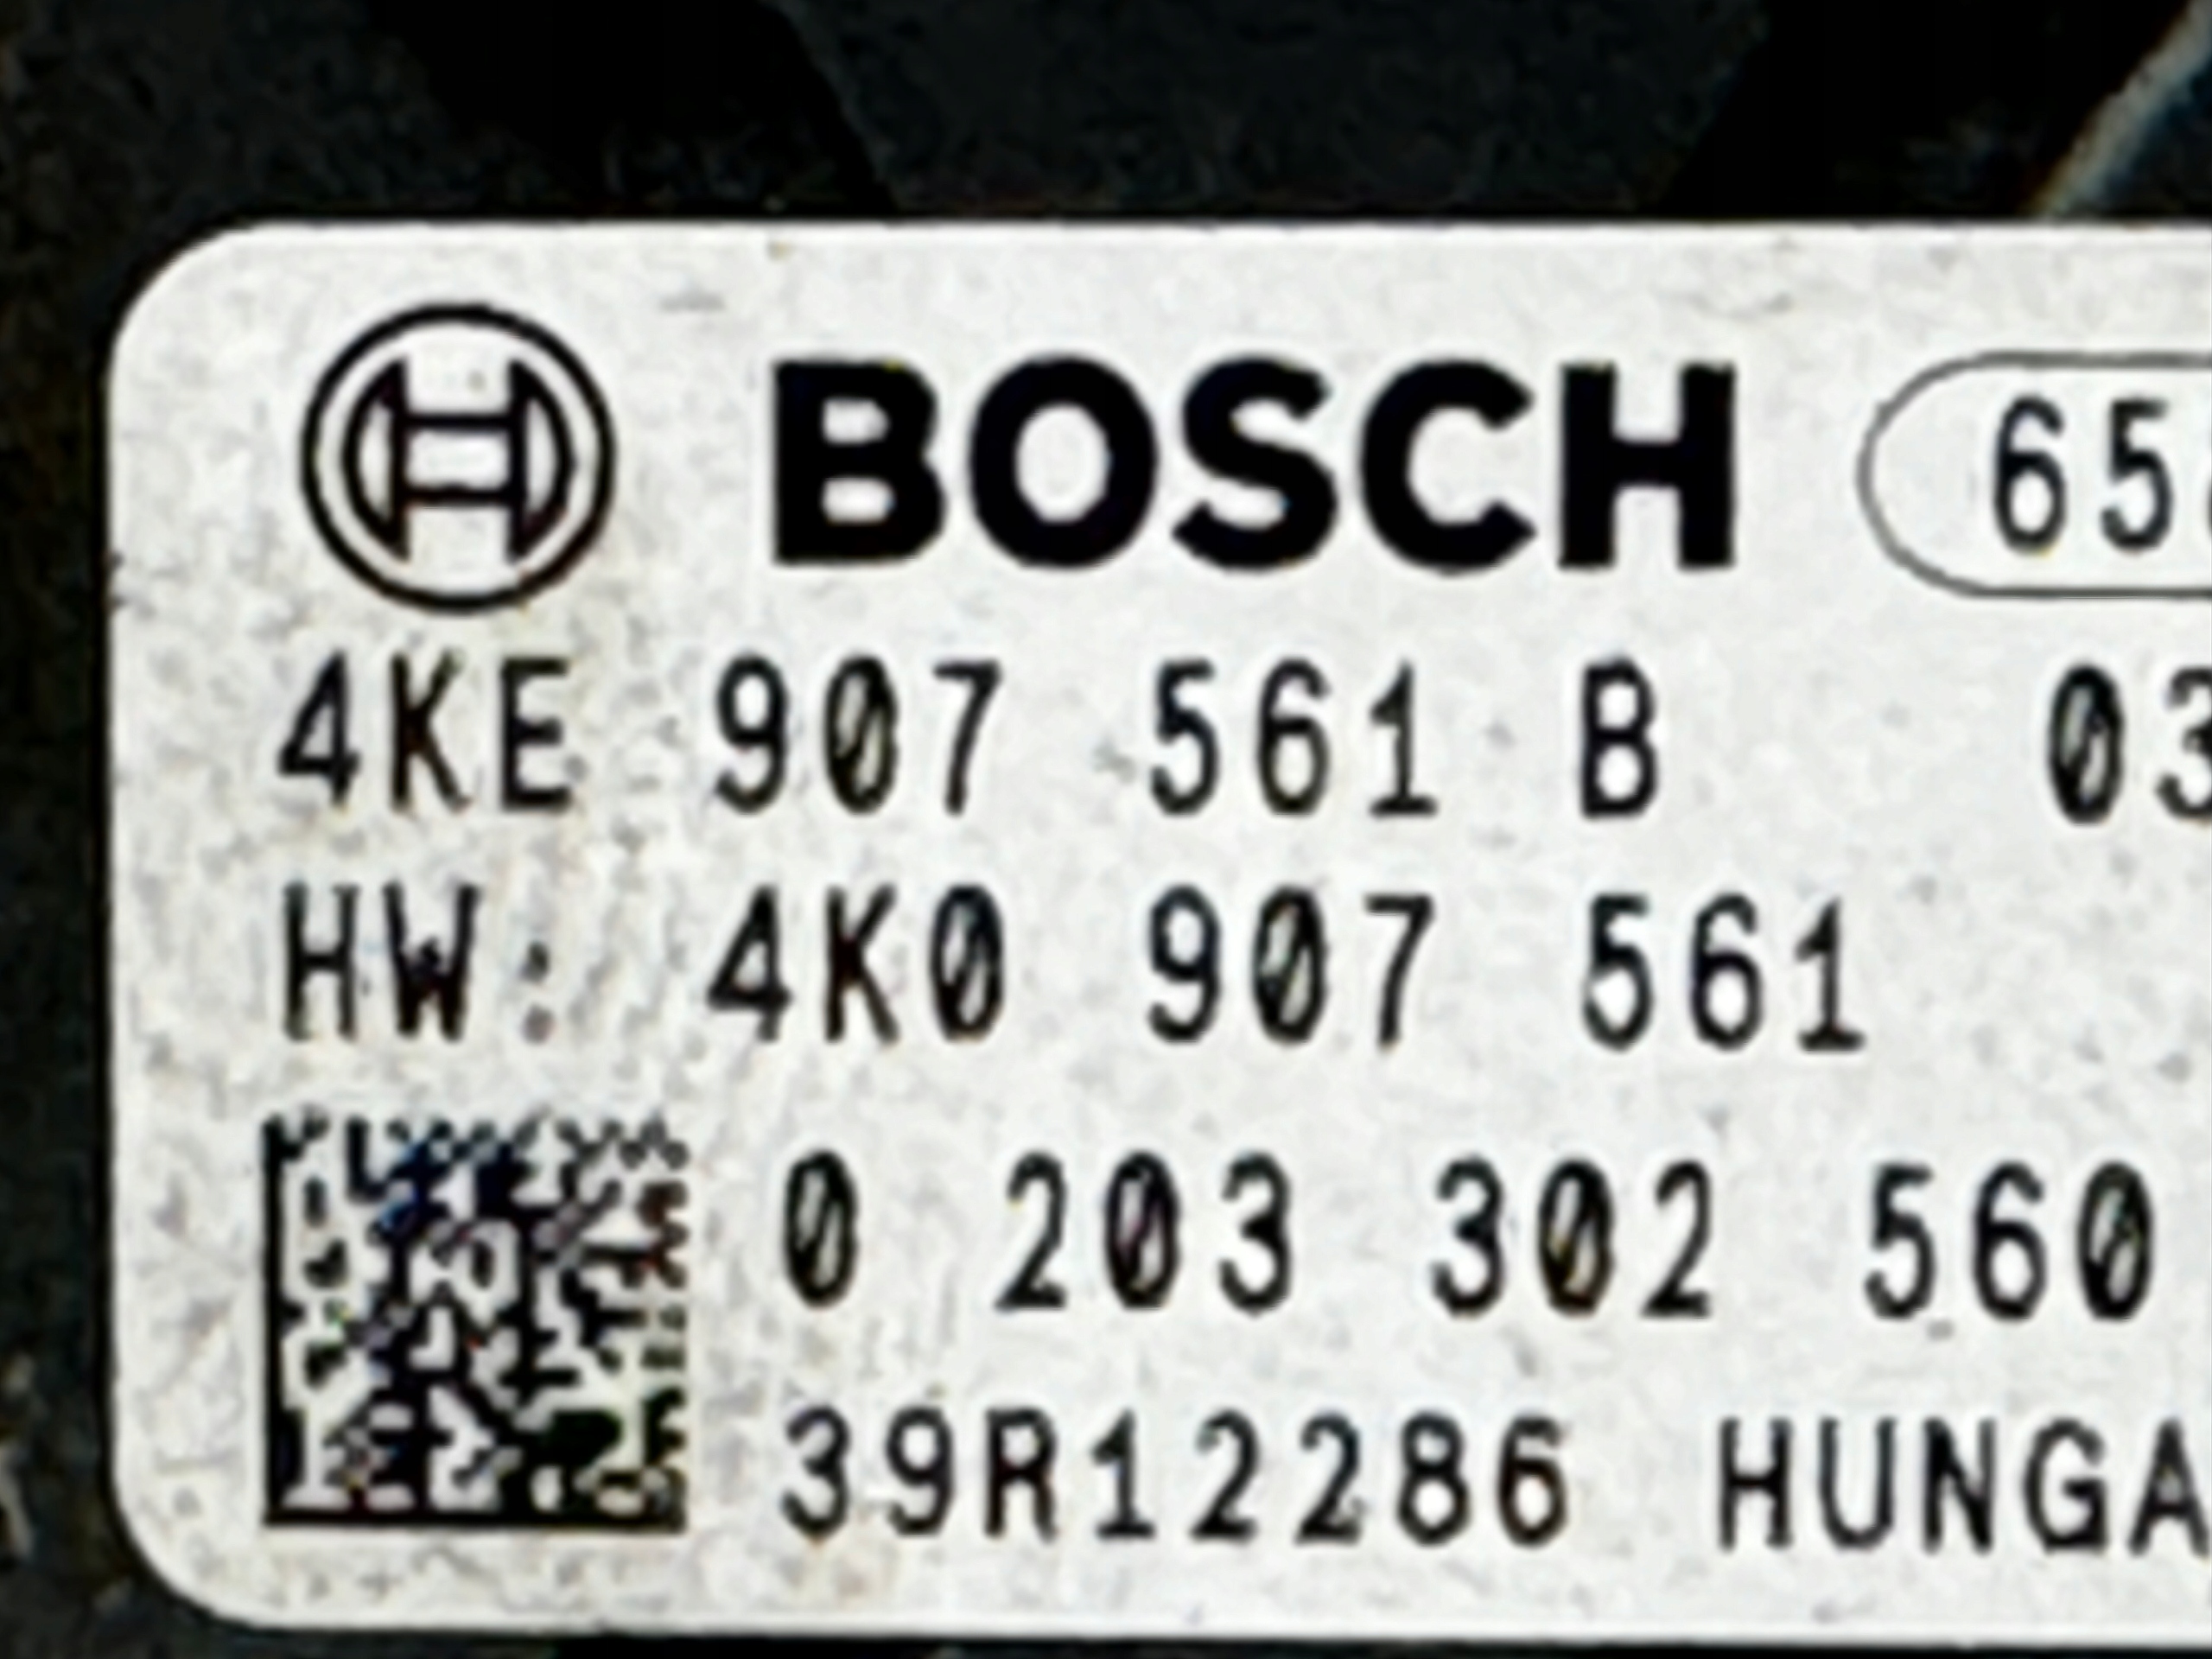 BOSCH 65
4KE 907 561 B 03
HW: 4K0 907 561
0 203 302 560
39R12286 HUNGA